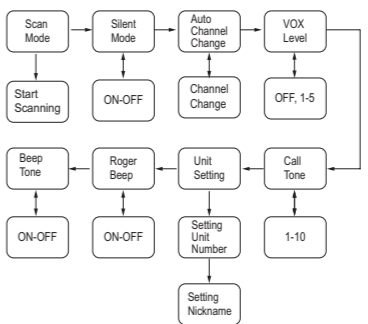 Scan
Mode
Silent
Mode
Auto
Channel
Change
VOX
Level
Start
Scanning
ON-OFF
Channel
Change
OFF, 1-5
Beep
Tone
Roger
Beep
Unit
Setting
Call
Tone
ON-OFF
ON-OFF
Setting
Unit
Number
1-10
Setting
Nickname